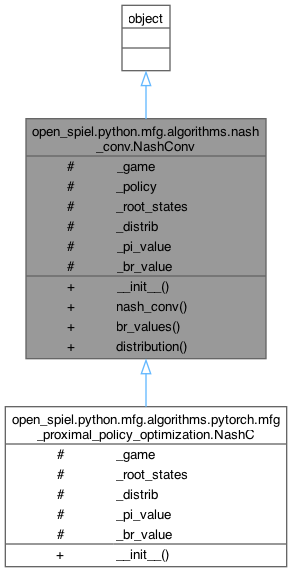 object
open_spiel.python.mfg.algorithms.nash
_conv.NashConv
# _game
# _policy
# _root_states
# _distrib
# _pi_value
# _br_value
+ __init__()
+ nash_conv()
+ br_values()
+ distribution()
open_spiel.python.mfg.algorithms.pytorch.mfg
_proximal_policy_optimization.NashC
# _game
# _root_states
# _distrib
# _pi_value
# _br_value
+ __init__()